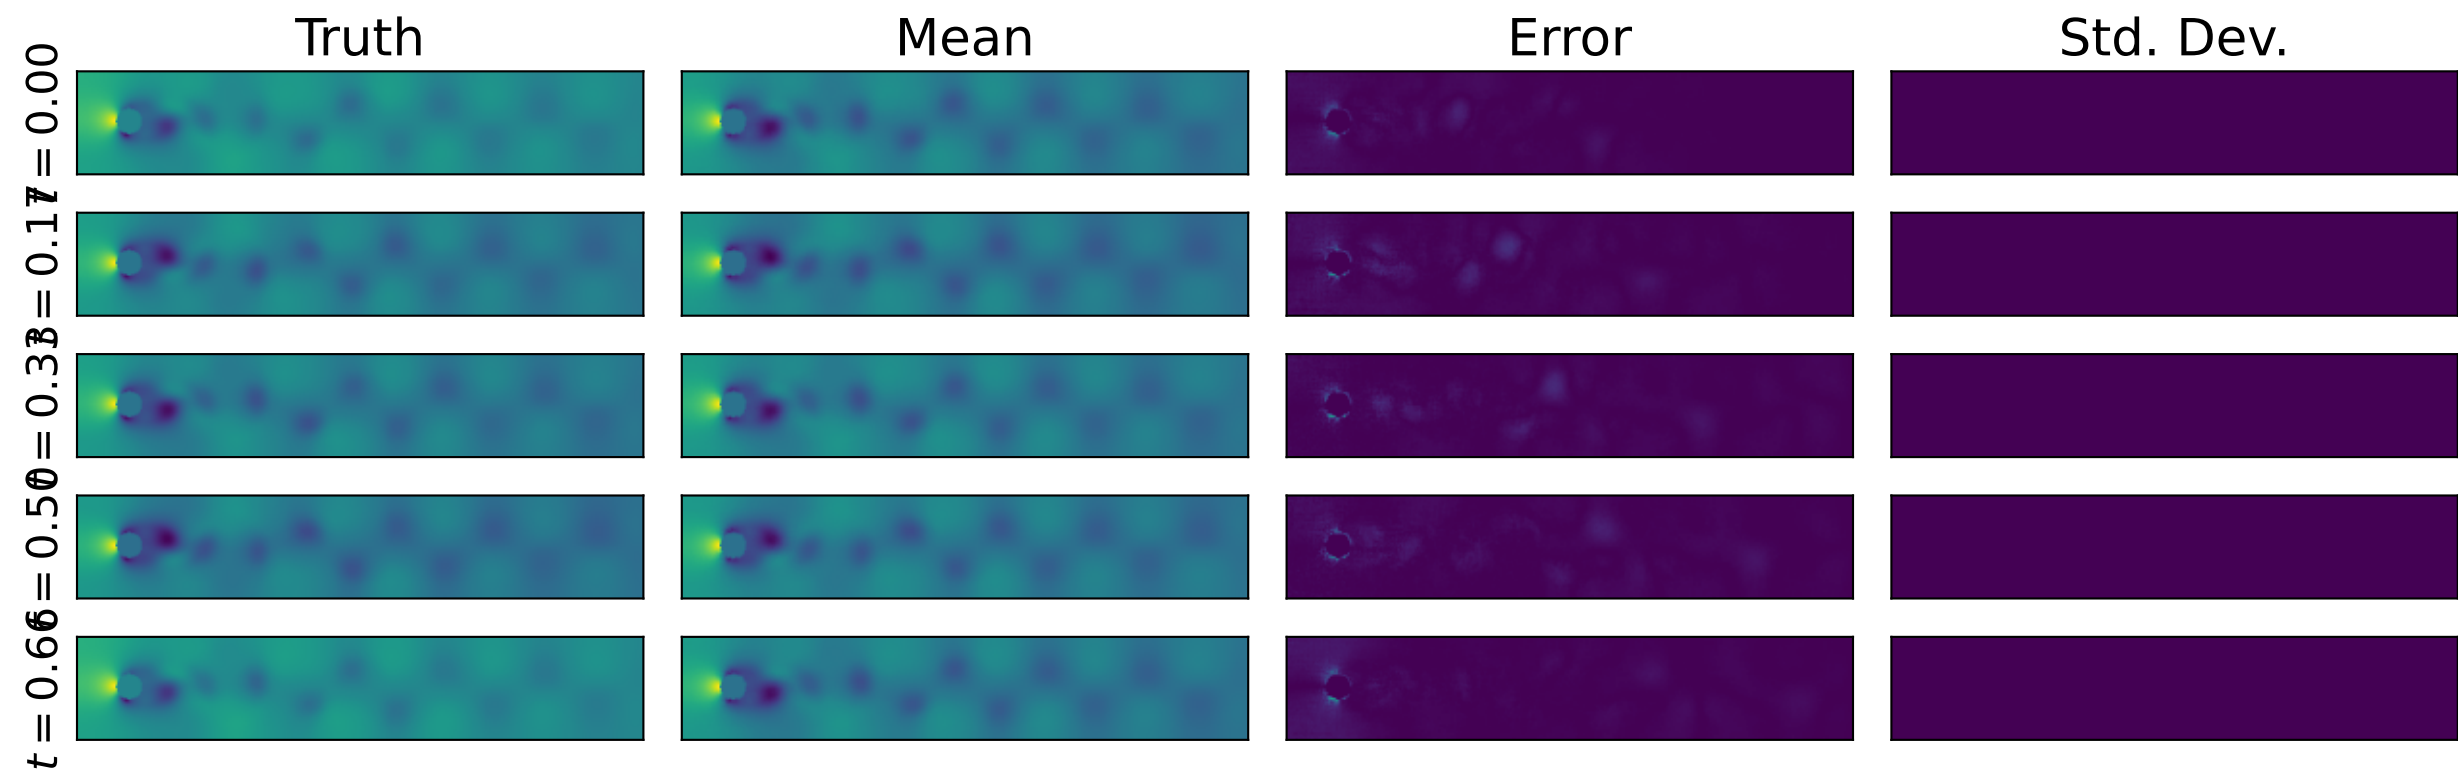 Truth Mean Error Std. Dev.
t = 0.00
t = 0.17
t = 0.33
t = 0.50
t = 0.66